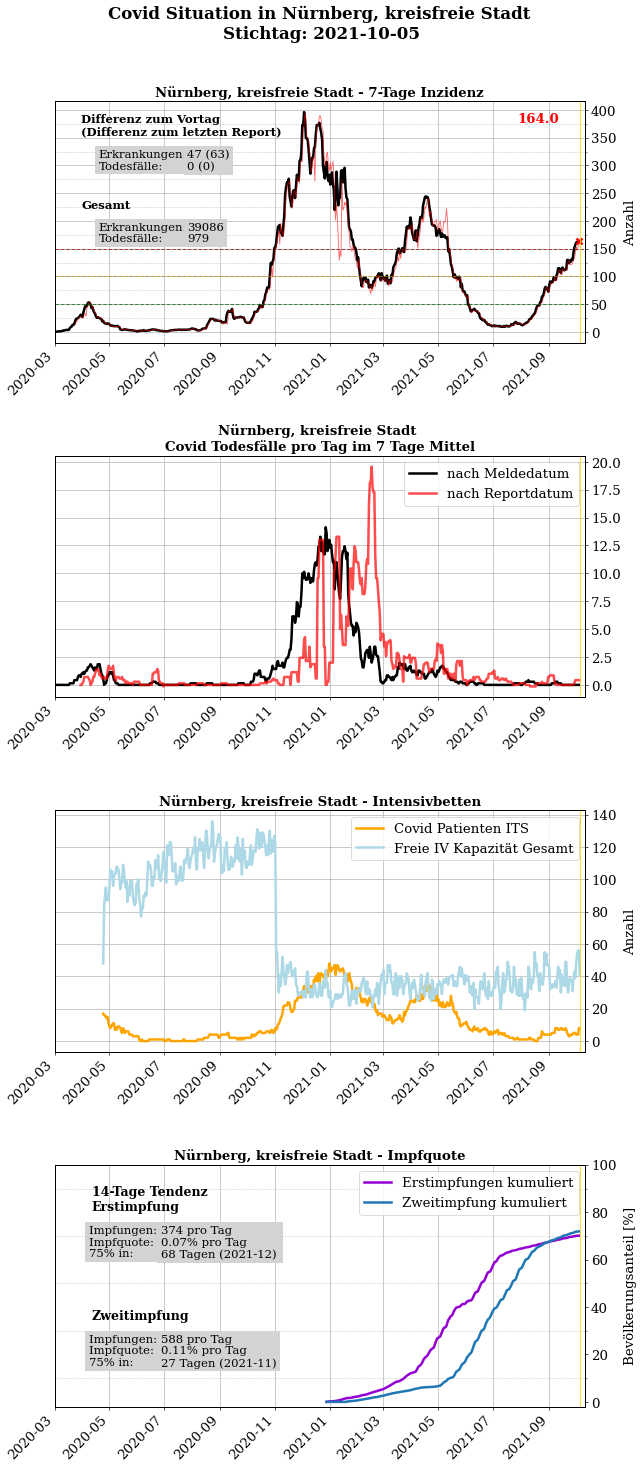 Covid Situation in Nürnberg, kreisfreie Stadt
Stichtag: 2021-10-05
Nürnberg, kreisfreie Stadt - 7-Tage Inzidenz
Differenz zum Vortag
(Differenz zum letzten Report)
Erkrankungen 47 (63)
Todesfälle: 0 (0)
Gesamt
Erkrankungen 39086
Todesfälle: 979
164.0
400
350
300
250
200
150
100
50
0
Anzahl
2020-03
2020-05
2020-07
2020-09
2020-11
2021-01
2021-03
2021-05
2021-07
2021-09
Nürnberg, kreisfreie Stadt
Covid Todesfälle pro Tag im 7 Tage Mittel
nach Meldedatum
nach Reportdatum
20.0
17.5
15.0
12.5
10.0
7.5
5.0
2.5
0.0
2020-03
2020-05
2020-07
2020-09
2020-11
2021-01
2021-03
2021-05
2021-07
2021-09
Nürnberg, kreisfreie Stadt - Intensivbetten
Covid Patienten ITS
Freie IV Kapazität Gesamt
140
120
100
80
60
40
20
0
Anzahl
2020-03
2020-05
2020-07
2020-09
2020-11
2021-01
2021-03
2021-05
2021-07
2021-09
Nürnberg, kreisfreie Stadt - Impfquote
14-Tage Tendenz
Erstimpfung
Impfungen: 374 pro Tag
Impfquote: 0.07% pro Tag
75% in: 68 Tagen (2021-12)
Zweitimpfung
Impfungen: 588 pro Tag
Impfquote: 0.11% pro Tag
75% in: 27 Tagen (2021-11)
Erstimpfungen kumuliert
Zweitimpfung kumuliert
100
80
60
40
20
0
Bevölkerungsanteil [%]
2020-03
2020-05
2020-07
2020-09
2020-11
2021-01
2021-03
2021-05
2021-07
2021-09